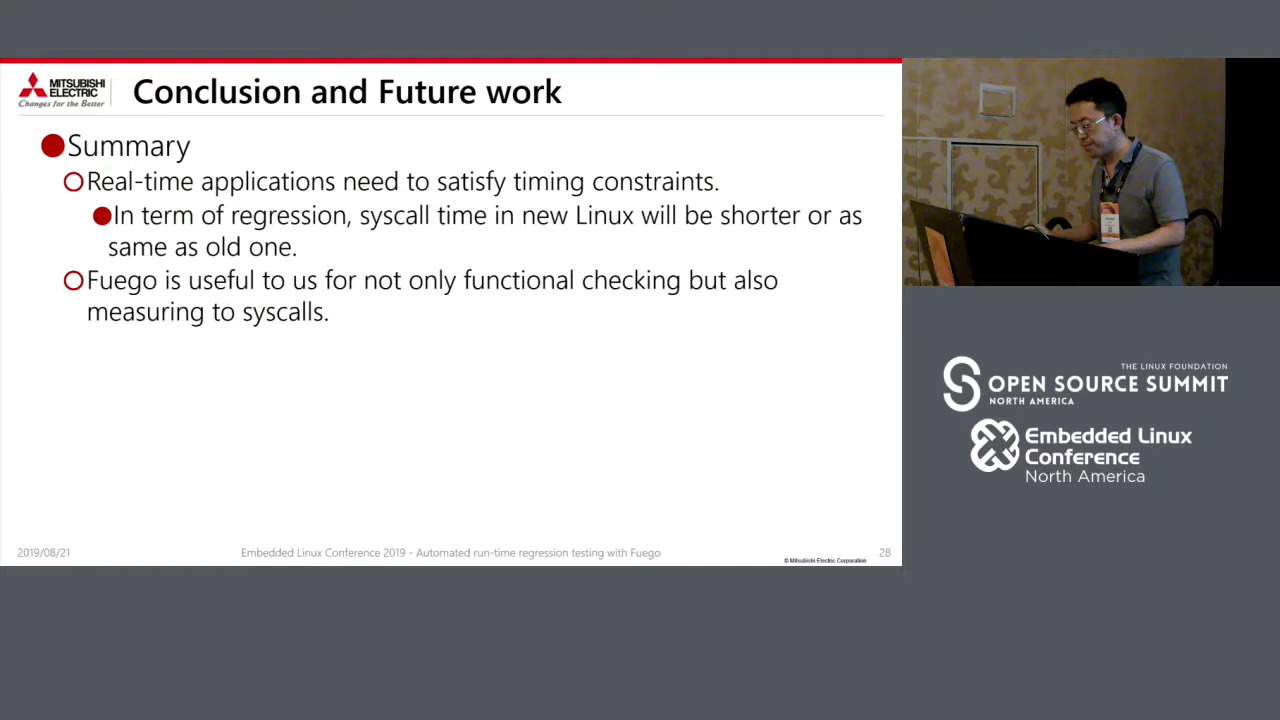 MITSUBISHI
ELECTRIC
Changes for the Better
Conclusion and Future work
Summary
Real-time applications need to satisfy timing constraints.
In term of regression, syscall time in new Linux will be shorter or as
same as old one.
Fuego is useful to us for not only functional checking but also
measuring to syscalls.
2019/08/21
Embedded Linux Conference 2019 - Automated run-time regression testing with Fuego
© Mitsubishi Electric Corporation
28
THE LINUX FOUNDATION
OPEN SOURCE SUMMIT
NORTH AMERICA
Embedded Linux
Conference
North America